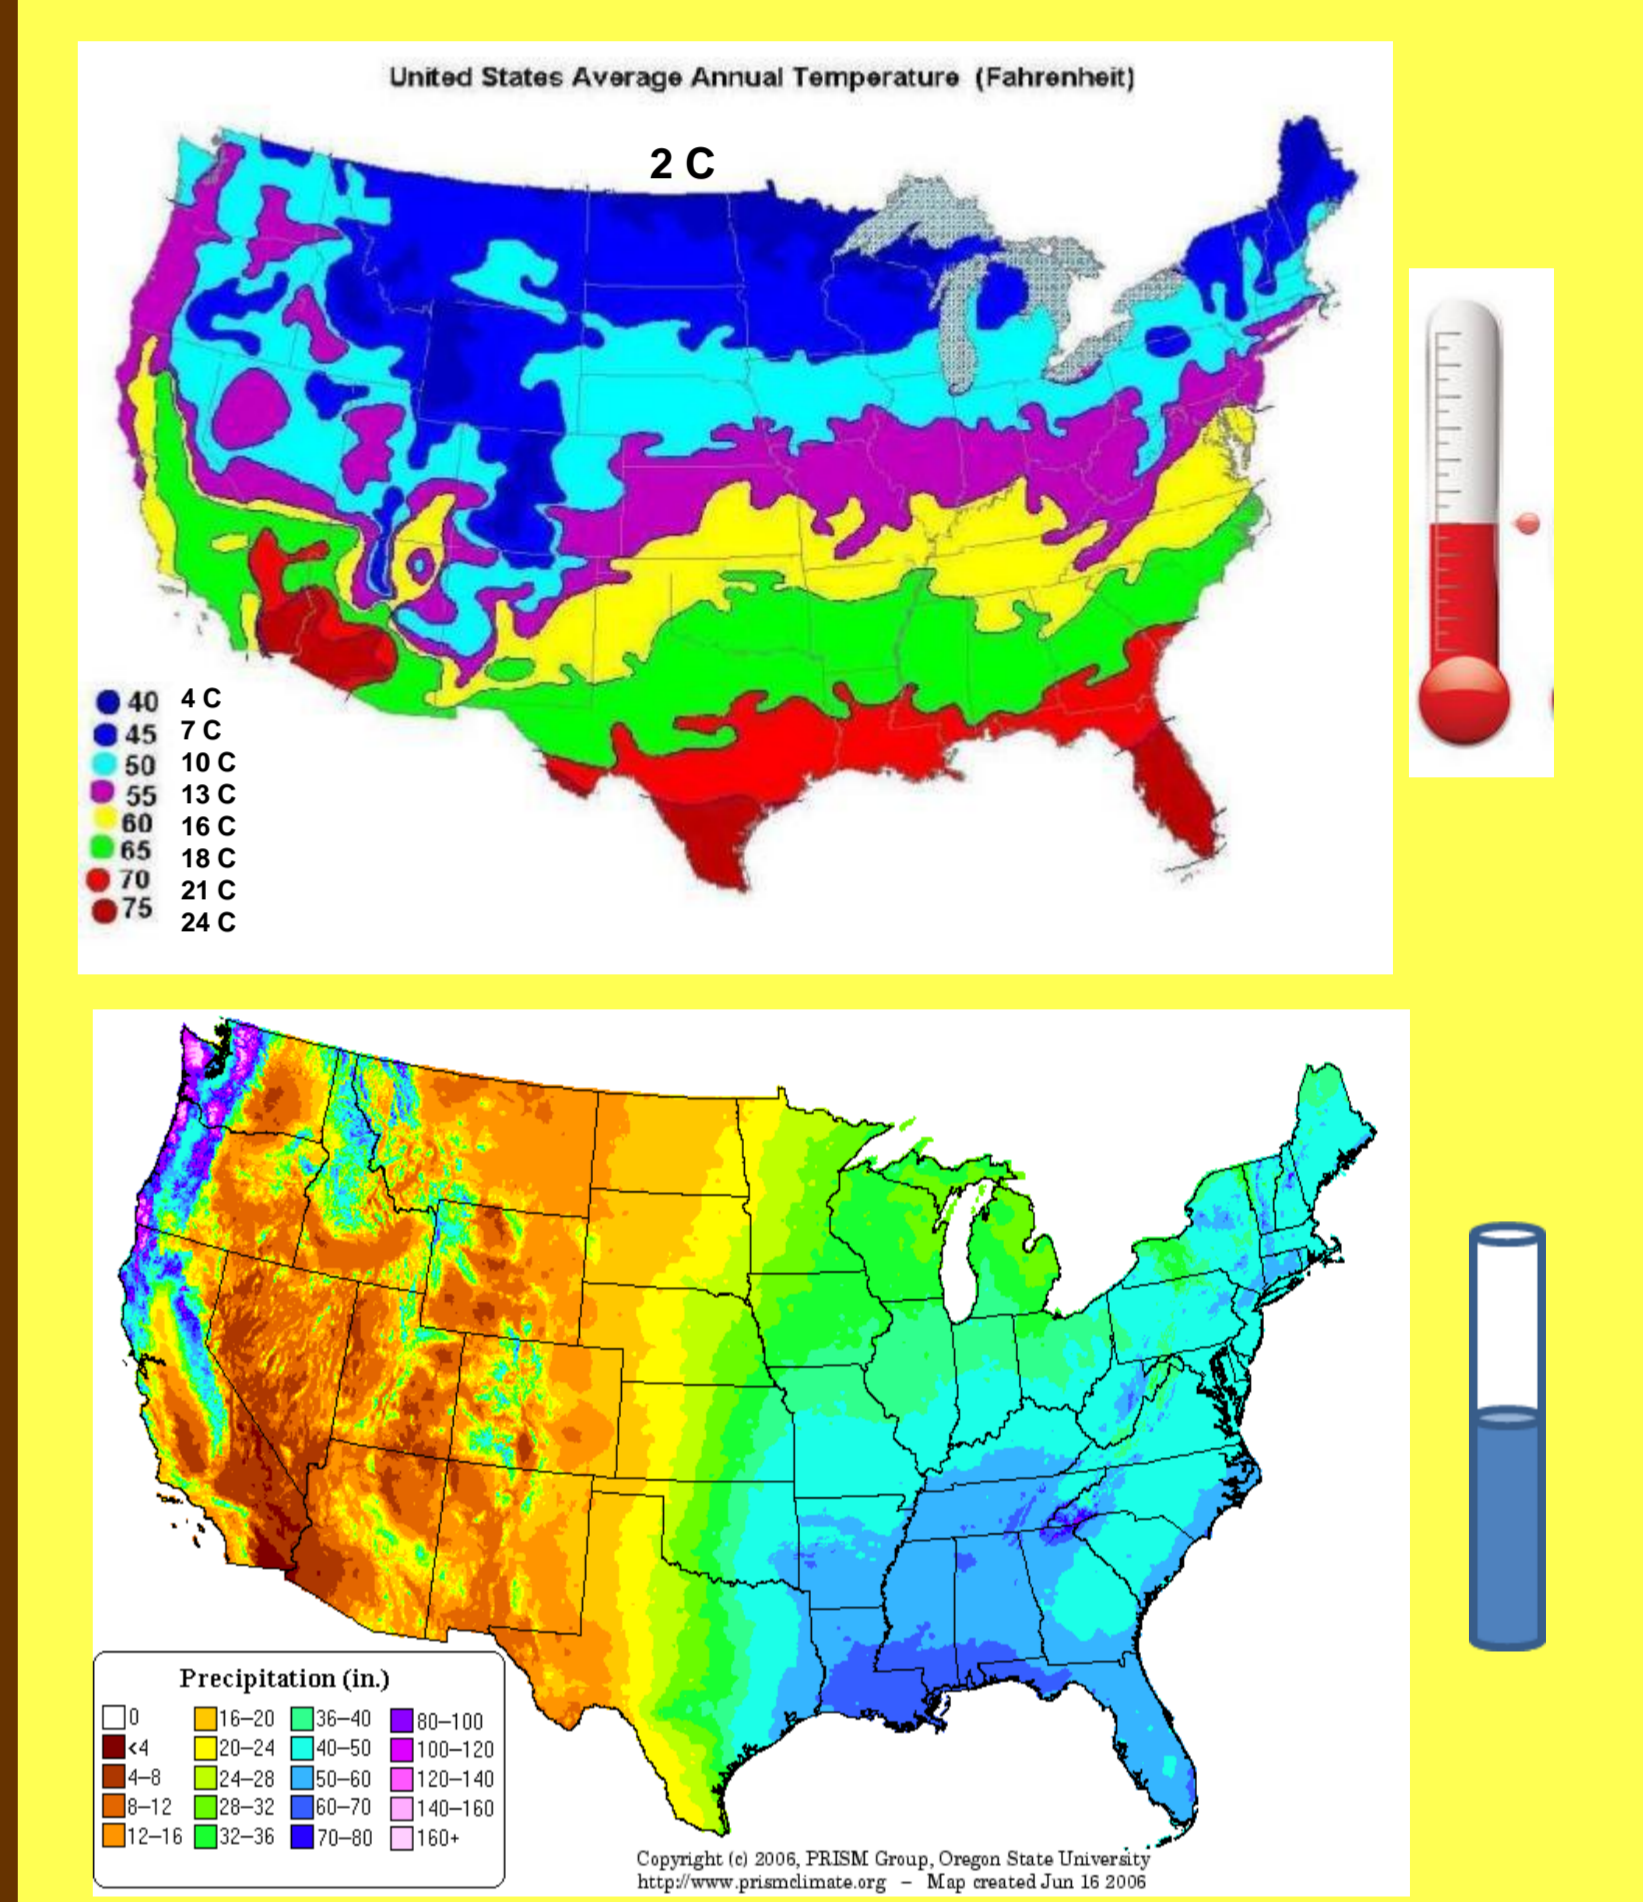 United States Average Annual Temperature (Fahrenheit)
2 C
40 4 C
45 7 C
50 10 C
55 13 C
60 16 C
65 18 C
70 21 C
75 24 C
Precipitation (in.)
0 16–20 36–40 80–100
<4 20–24 40–50 100–120
4–8 24–28 50–60 120–140
8–12 28–32 60–70 140–160
12–16 32–36 70–80 160+
Copyright (c) 2006, PRISM Group, Oregon State University
http://www.prismclimate.org – Map created Jun 16 2006